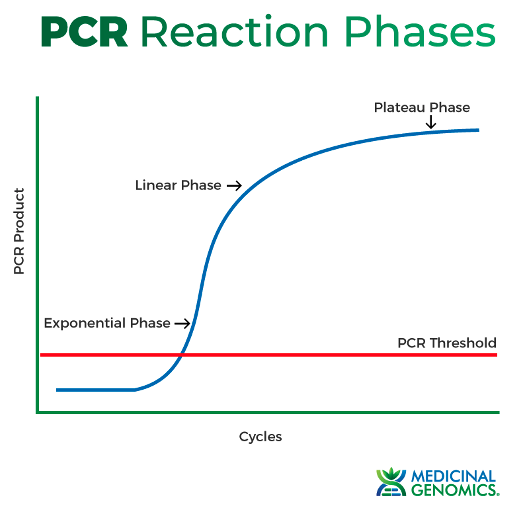 PCR Reaction Phases
Plateau Phase
Linear Phase
PCR Product
Exponential Phase
PCR Threshold
Cycles
MEDICINAL
GENOMICS